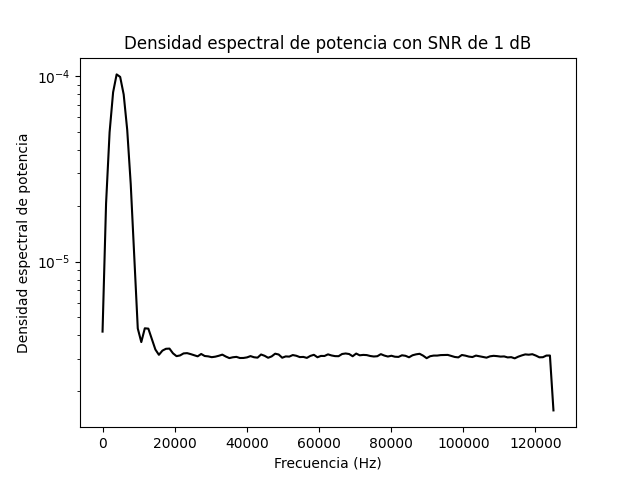 Densidad espectral de potencia con SNR de 1 dB
Densidad espectral de potencia
10⁻⁴
10⁻⁵
0 20000 40000 60000 80000 100000 120000
Frecuencia (Hz)